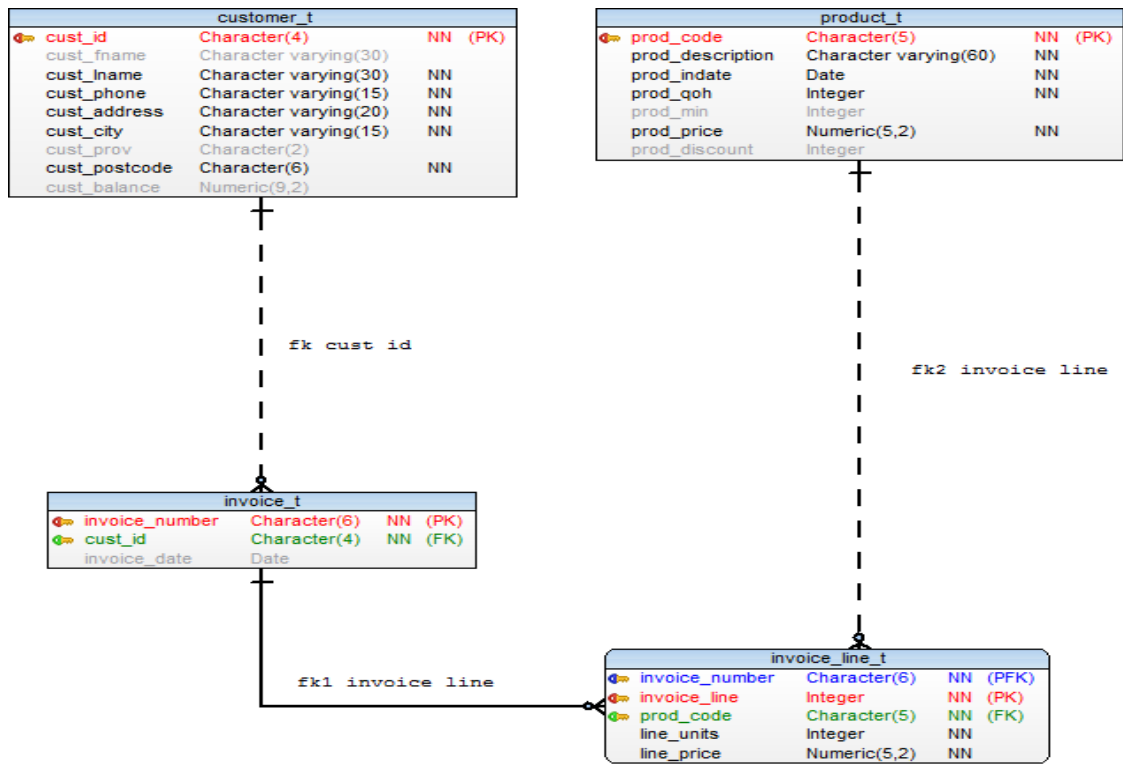 customer_t
cust_id Character(4) NN (PK)
cust_fname Character varying(30)
cust_lname Character varying(30) NN
cust_phone Character varying(15) NN
cust_address Character varying(20) NN
cust_city Character varying(15) NN
cust_prov Character(2)
cust_postcode Character(6) NN
cust_balance Numeric(9,2)
product_t
prod_code Character(5) NN (PK)
prod_description Character varying(60) NN
prod_indate Date NN
prod_qoh Integer NN
prod_min Integer
prod_price Numeric(5,2) NN
prod_discount Integer
fk cust id
fk2 invoice line
invoice_t
invoice_number Character(6) NN (PK)
cust_id Character(4) NN (FK)
invoice_date Date
fk1 invoice line
invoice_line_t
invoice_number Character(6) NN (PFK)
invoice_line Integer NN (PK)
prod_code Character(5) NN (FK)
line_units Integer NN
line_price Numeric(5,2) NN